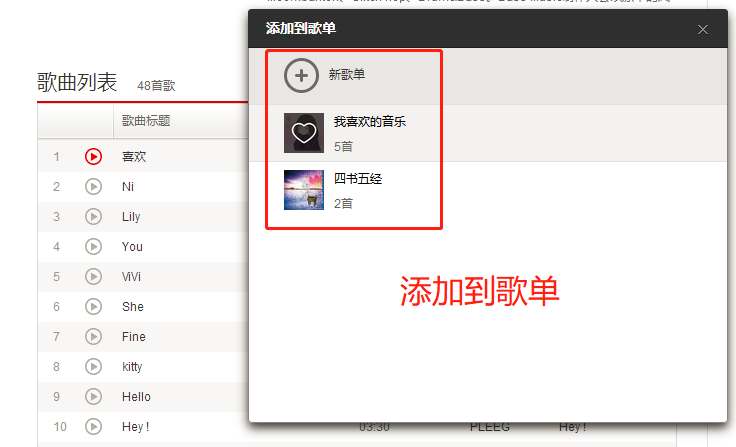 添加到歌单
歌曲列表 48首歌
新歌单
歌曲标题
我喜欢的音乐
5首
1 喜欢
2 Ni
四书五经
2首
3 Lily
4 You
5 ViVi
添加到歌单
6 She
7 Fine
8 kitty
9 Hello
10 Hey! 03:30 PLEEG Hey!